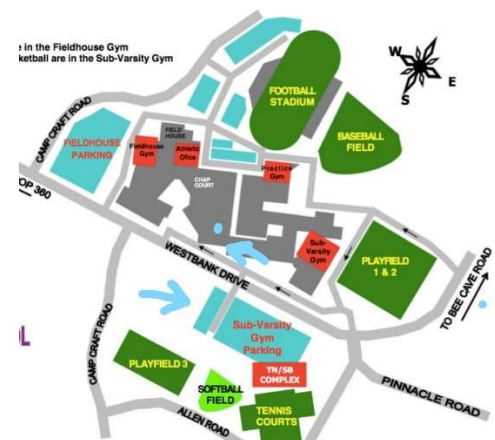 e in the Fieldhouse Gym
ketball are in the Sub-Varsity Gym
W
E
S
FOOTBALL
STADIUM
BASEBALL
FIELD
CAMP CRAFT ROAD
FIELDHOUSE
PARKING
FIELD
HOUSE
Fieldhouse
Gym
Athletic
Office
CHAP
COURT
Practice
Gym
OP 360
Sub-
Varsity
Gym
PLAYFIELD
1 & 2
WESTBANK DRIVE
TO BEE CAVE ROAD
CAMP CRAFT ROAD
Sub-Varsity
Gym
Parking
OL
PLAYFIELD 3
TN/SB
COMPLEX
SOFTBALL
FIELD
TENNIS
COURTS
ALLEN ROAD
PINNACLE ROAD